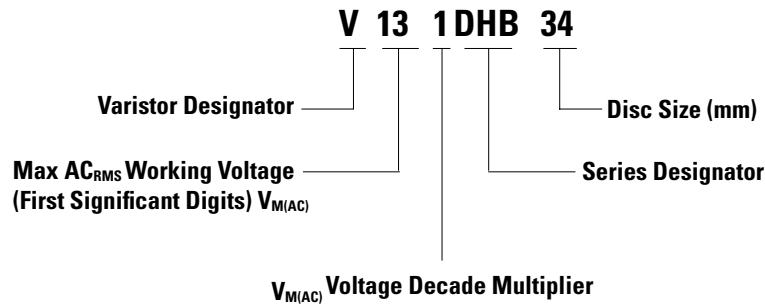 V 13 1 DHB 34
Varistor Designator
Disc Size (mm)
Max ACRMS Working Voltage
(First Significant Digits) VM(AC)
Series Designator
VM(AC) Voltage Decade Multiplier